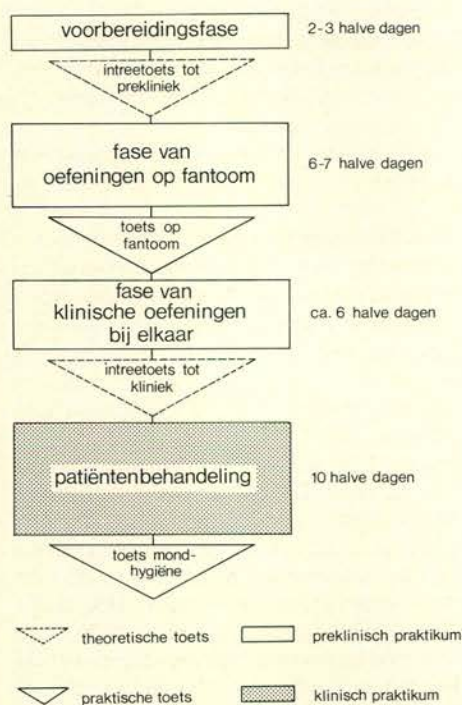 voorbereidingsfase 2-3 halve dagen
intreetoets tot
prekliniek
fase van
oefeningen op fantoom 6-7 halve dagen
toets op
fantoom
fase van
klinische oefeningen ca. 6 halve dagen
bij elkaar
intreetoets tot
kliniek
patiëntenbehandeling 10 halve dagen
toets mond-
hygiëne
theoretische toets preklinisch praktikum
praktische toets klinisch praktikum